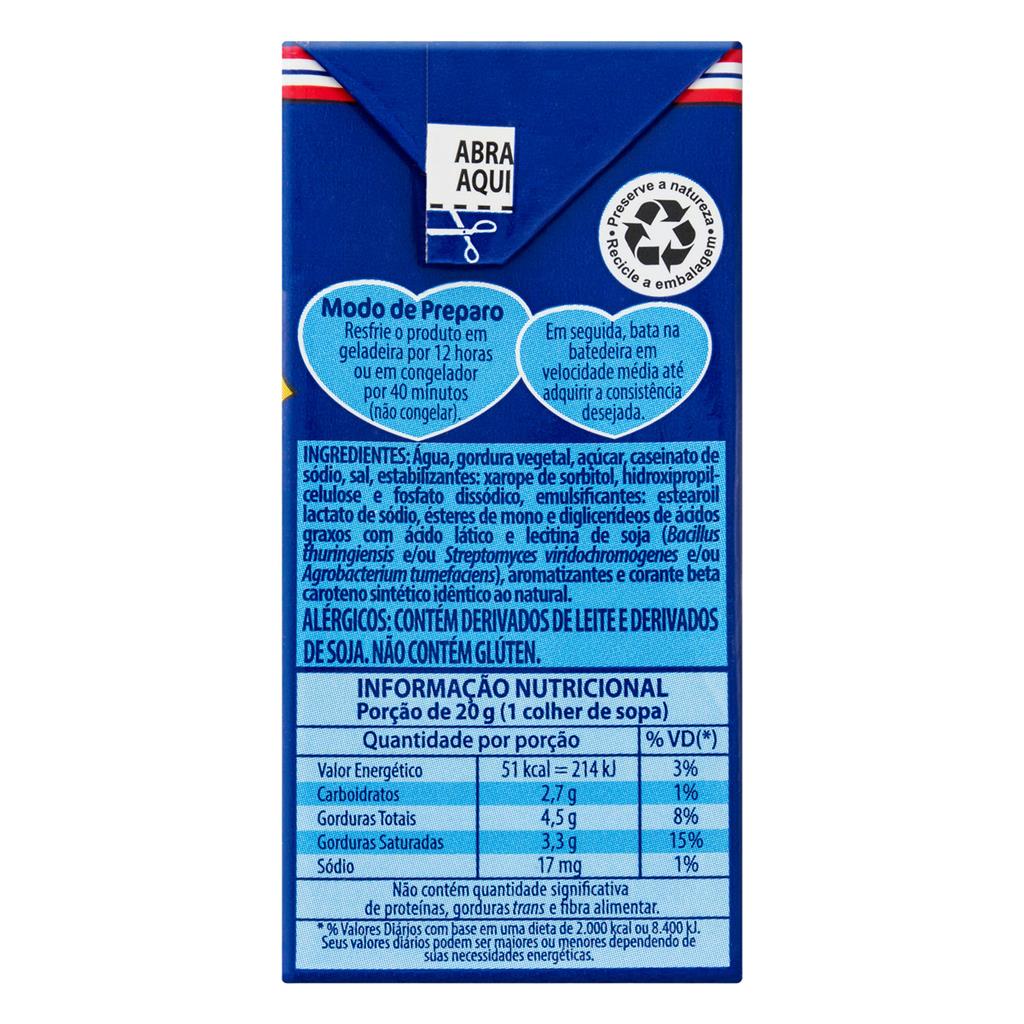 ABRA
AQUI
• Preserve a natureza •
Recicle a embalagem
Modo de Preparo
Resfrie o produto em
geladeira por 12 horas
ou em congelador
por 40 minutos
(não congelar).
Em seguida, bata na
batedeira em
velocidade média até
adquirir a consistência
desejada.
INGREDIENTES: Água, gordura vegetal, açúcar, caseinato de
sódio, sal, estabilizantes: xarope de sorbitol, hidroxipropil-
celulose e fosfato dissódico, emulsificantes: estearoil
lactato de sódio, ésteres de mono e diglicerídeos de ácidos
graxos com ácido lático e lecitina de soja (Bacillus
thuringiensis e/ou Streptomyces viridochromogenes e/ou
Agrobacterium tumefaciens), aromatizantes e corante beta
caroteno sintético idêntico ao natural.
ALÉRGICOS: CONTÉM DERIVADOS DE LEITE E DERIVADOS
DE SOJA. NÃO CONTÉM GLÚTEN.
INFORMAÇÃO NUTRICIONAL
Porção de 20 g (1 colher de sopa)
Quantidade por porção % VD(*)
Valor Energético 51 kcal = 214 kJ 3%
Carboidratos 2,7 g 1%
Gorduras Totais 4,5 g 8%
Gorduras Saturadas 3,3 g 15%
Sódio 17 mg 1%
Não contém quantidade significativa
de proteínas, gorduras trans e fibra alimentar.
* % Valores Diários com base em uma dieta de 2.000 kcal ou 8.400 kJ.
Seus valores diários podem ser maiores ou menores dependendo de
suas necessidades energéticas.